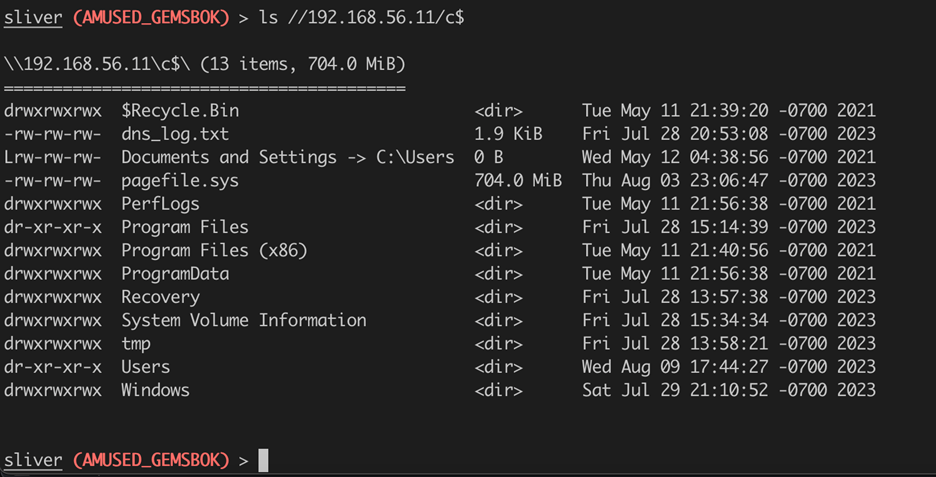 sliver (AMUSED_GEMSBOK) > ls //192.168.56.11/c$
\\192.168.56.11\c$\ (13 items, 704.0 MiB)
=========================================
drwxrwxrwx  $Recycle.Bin                        <dir>      Tue May 11 21:39:20 -0700 2021
-rw-rw-rw-  dns_log.txt                         1.9 KiB    Fri Jul 28 20:53:08 -0700 2023
Lrw-rw-rw-  Documents and Settings -> C:\Users  0 B        Wed May 12 04:38:56 -0700 2021
-rw-rw-rw-  pagefile.sys                        704.0 MiB  Thu Aug 03 23:06:47 -0700 2023
drwxrwxrwx  PerfLogs                            <dir>      Tue May 11 21:56:38 -0700 2021
dr-xr-xr-x  Program Files                       <dir>      Fri Jul 28 15:14:39 -0700 2023
drwxrwxrwx  Program Files (x86)                 <dir>      Tue May 11 21:40:56 -0700 2021
drwxrwxrwx  ProgramData                         <dir>      Tue May 11 21:56:38 -0700 2021
drwxrwxrwx  Recovery                            <dir>      Fri Jul 28 13:57:38 -0700 2023
drwxrwxrwx  System Volume Information           <dir>      Fri Jul 28 15:34:34 -0700 2023
drwxrwxrwx  tmp                                 <dir>      Fri Jul 28 13:58:21 -0700 2023
dr-xr-xr-x  Users                               <dir>      Wed Aug 09 17:44:27 -0700 2023
drwxrwxrwx  Windows                             <dir>      Sat Jul 29 21:10:52 -0700 2023
sliver (AMUSED_GEMSBOK) >